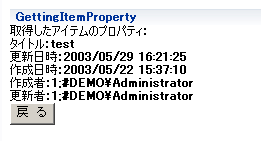 GettingItemProperty
取得したアイテムのプロパティ:
タイトル:test
更新日時:2003/05/29 16:21:25
作成日時:2003/05/22 15:37:10
作成者:1;#DEMO¥Administrator
更新者:1;#DEMO¥Administrator
戻 る